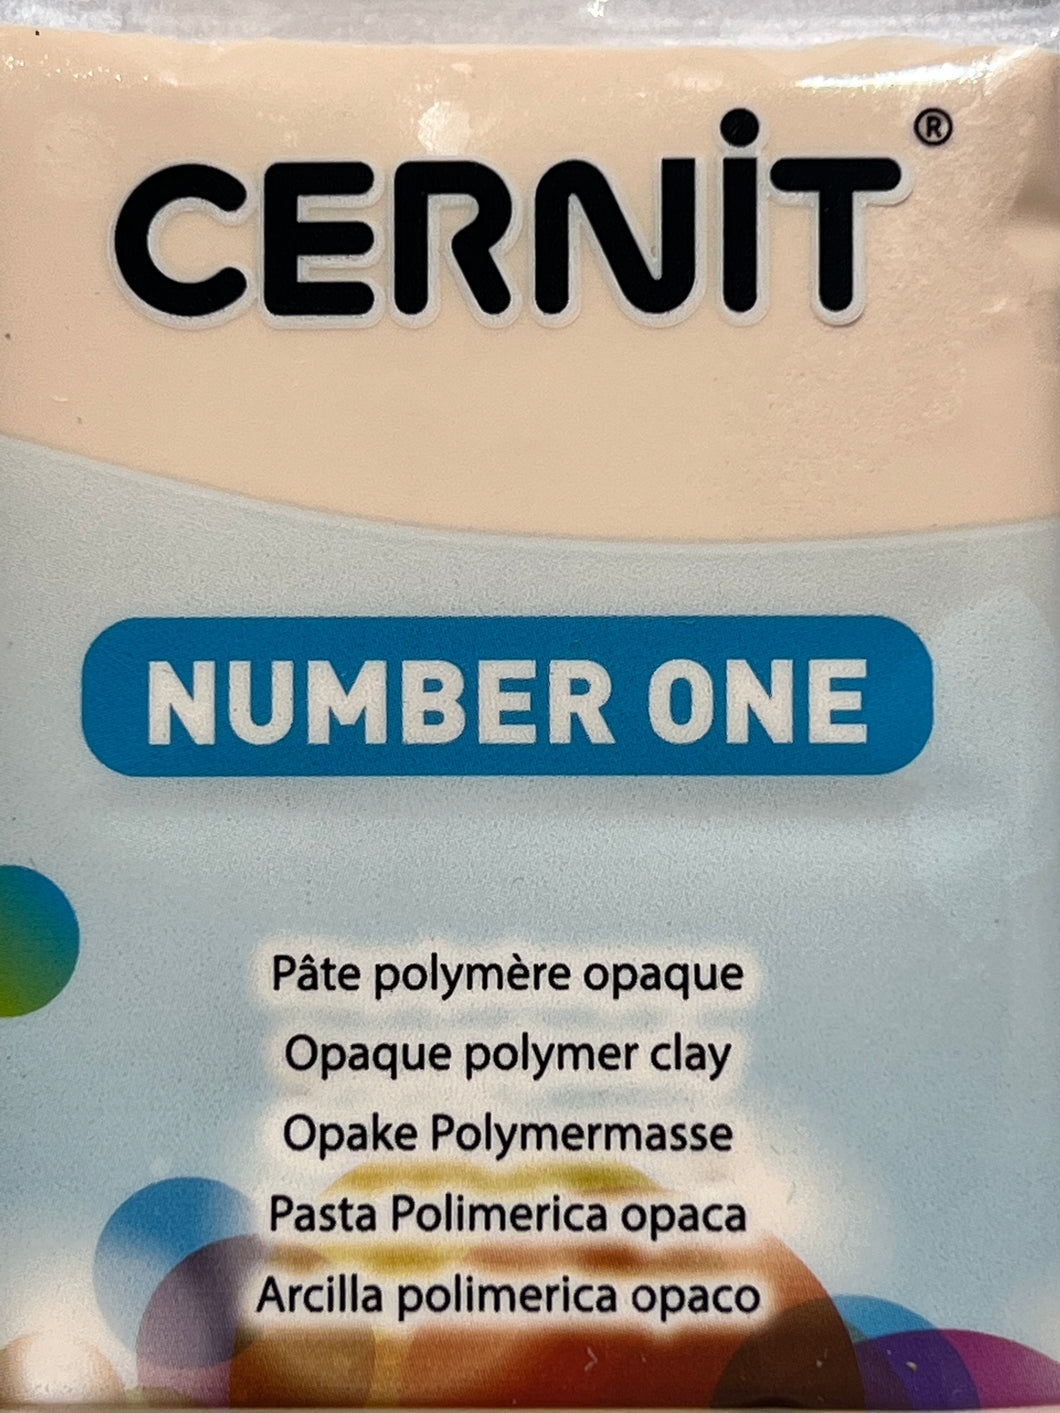 CERNIT®
NUMBER ONE
Pâte polymère opaque
Opaque polymer clay
Opake Polymermasse
Pasta Polimerica opaca
Arcilla polimerica opaco